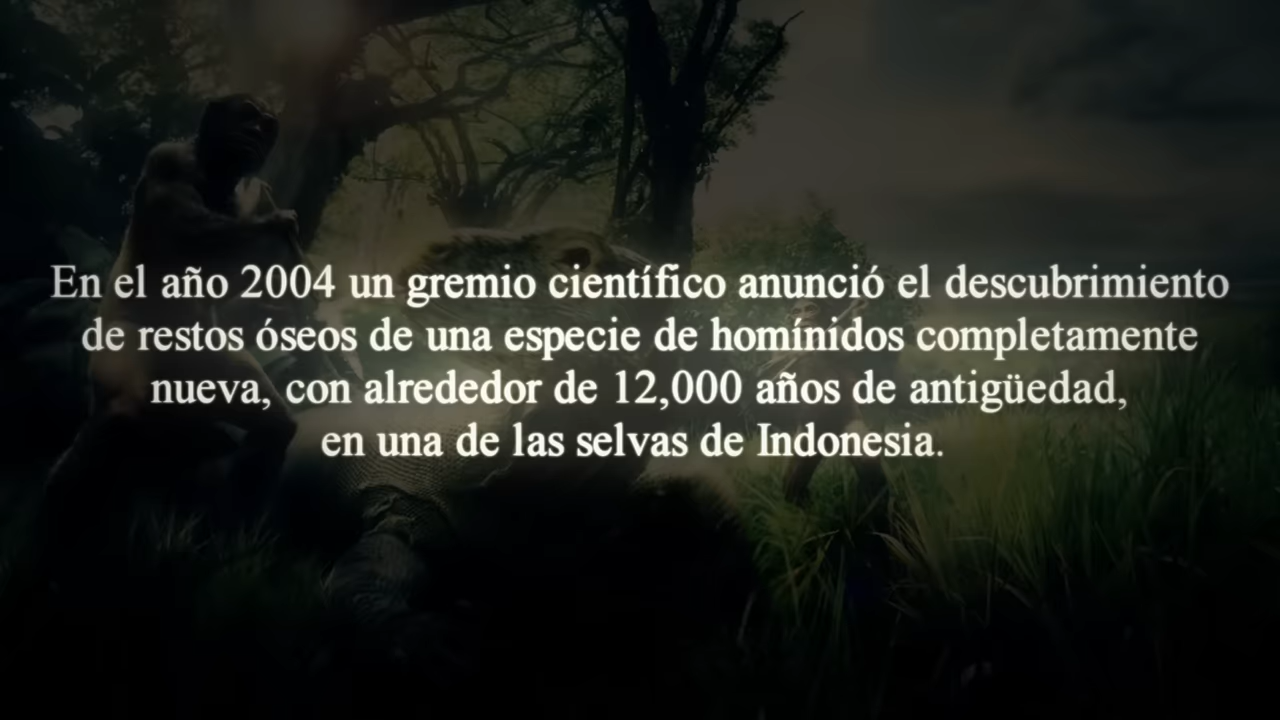 En el año 2004 un gremio científico anunció el descubrimiento
de restos óseos de una especie de homínidos completamente
nueva, con alrededor de 12,000 años de antigüedad,
en una de las selvas de Indonesia.